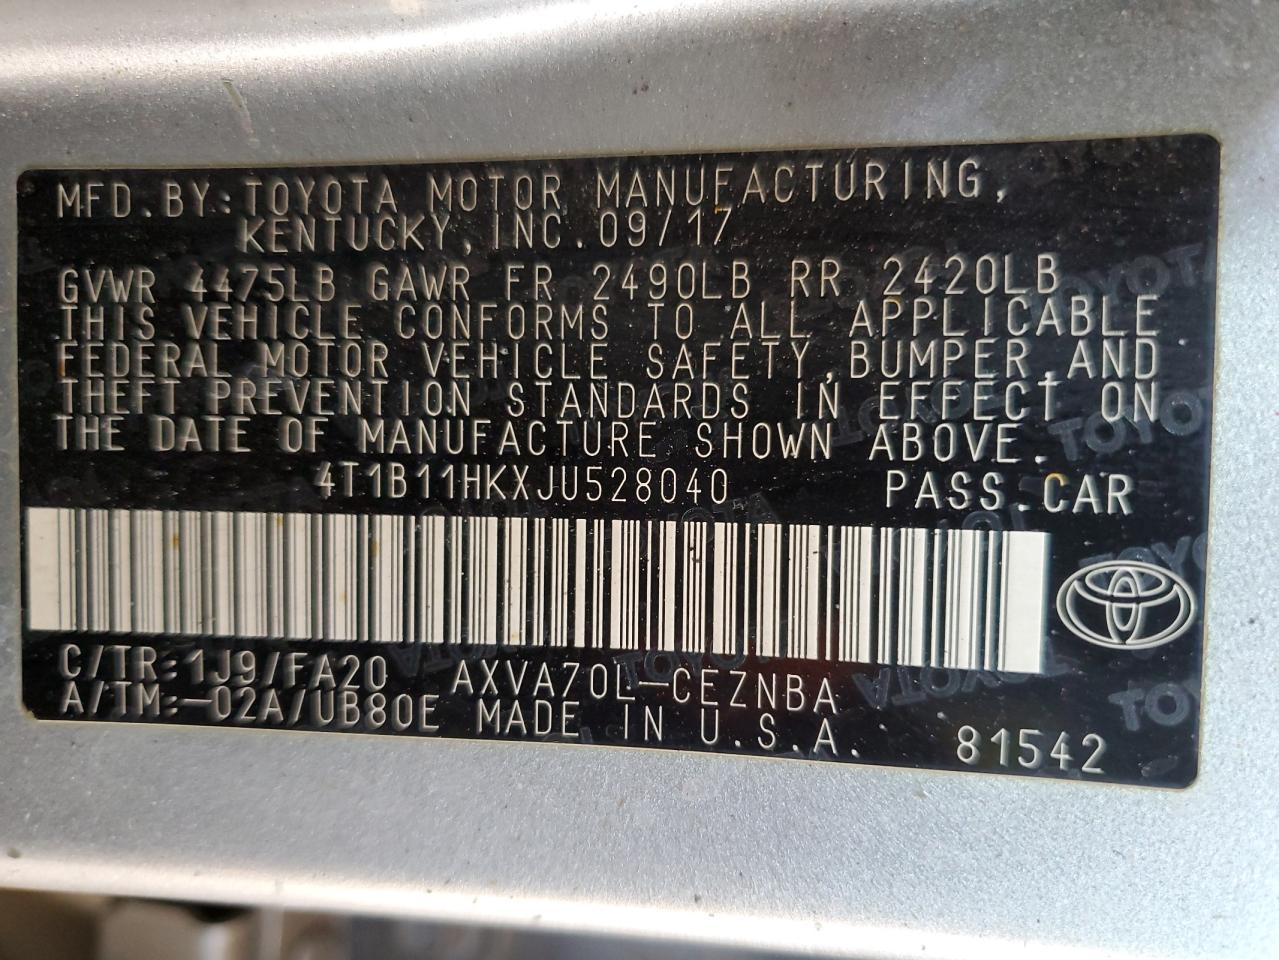 MFD.BY:TOYOTA MOTOR MANUFACTURING,
KENTUCKY,INC.09/17
GVWR 4475LB GAWR FR 2490LB RR 2420LB
THIS VEHICLE CONFORMS TO ALL APPLICABLE
FEDERAL MOTOR VEHICLE SAFETY,BUMPER,AND
THEFT PREVENTION STANDARDS IN EFFECT ON
THE DATE OF MANUFACTURE SHOWN ABOVE.
4T1B11HKXJU528040 PASS.CAR
C/TR:1J9/FA20 AXVA70L-CEZNBA
A/TM:-02A/UB80E MADE IN U.S.A. 81542